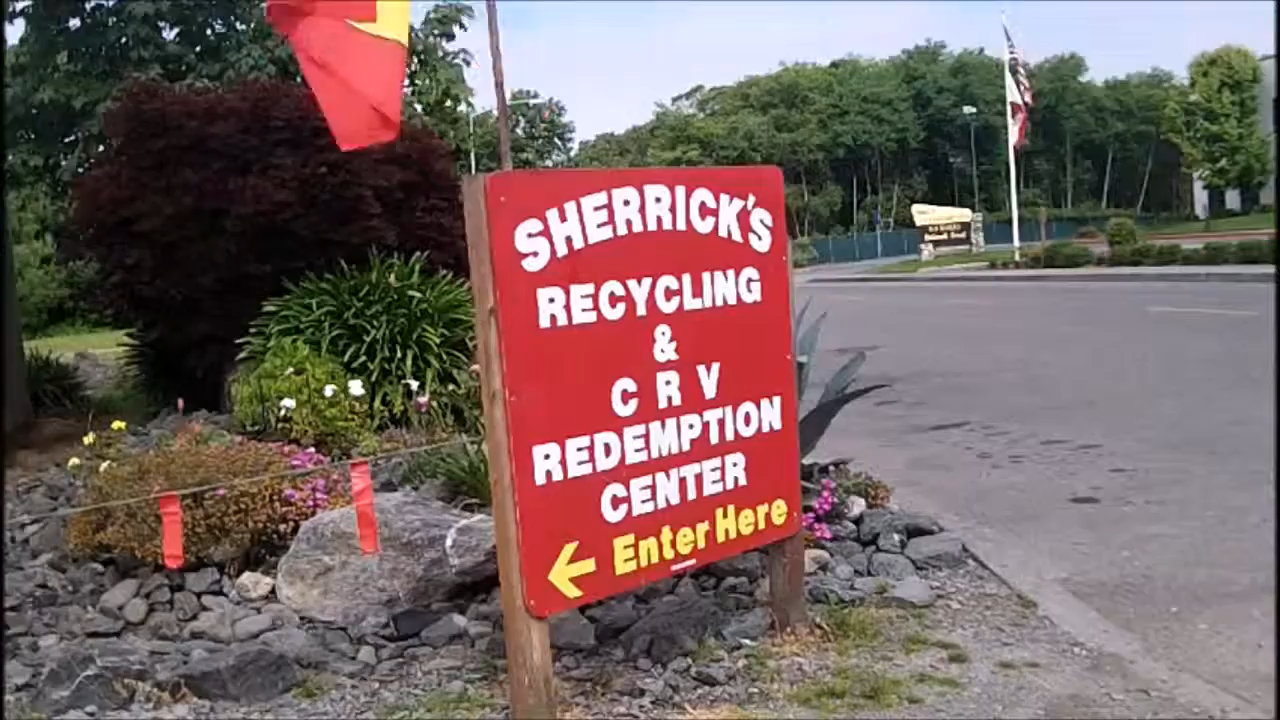 SHERRICK'S
RECYCLING
&
C R V
REDEMPTION
CENTER
← Enter Here